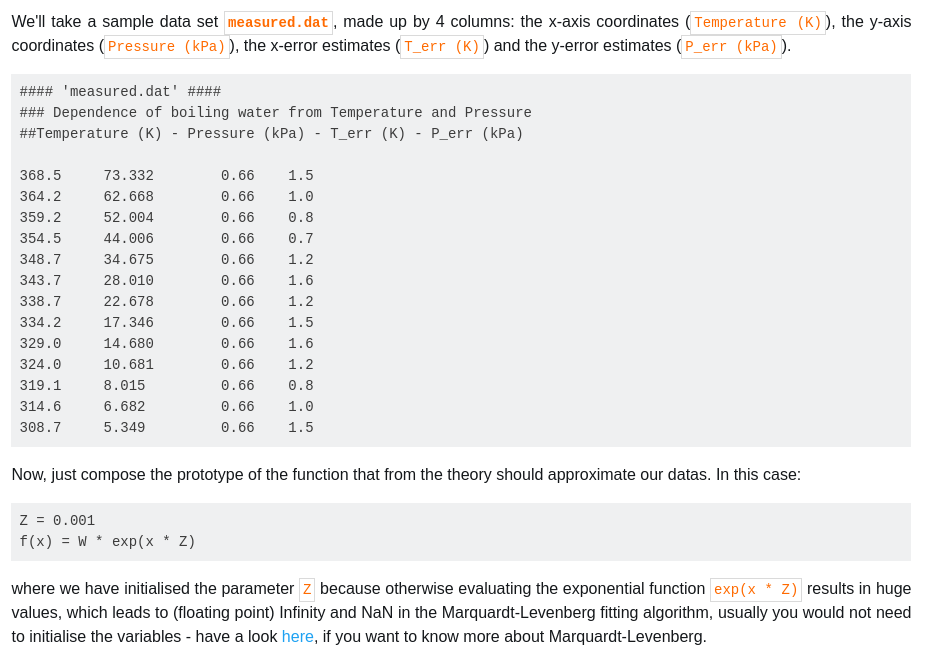 We'll take a sample data set measured.dat, made up by 4 columns: the x-axis coordinates (Temperature (K)), the y-axis
coordinates (Pressure (kPa)), the x-error estimates (T_err (K)) and the y-error estimates (P_err (kPa)).
#### 'measured.dat' ####
### Dependence of boiling water from Temperature and Pressure
##Temperature (K) - Pressure (kPa) - T_err (K) - P_err (kPa)
368.5     73.332        0.66    1.5
364.2     62.668        0.66    1.0
359.2     52.004        0.66    0.8
354.5     44.006        0.66    0.7
348.7     34.675        0.66    1.2
343.7     28.010        0.66    1.6
338.7     22.678        0.66    1.2
334.2     17.346        0.66    1.5
329.0     14.680        0.66    1.6
324.0     10.681        0.66    1.2
319.1     8.015         0.66    0.8
314.6     6.682         0.66    1.0
308.7     5.349         0.66    1.5
Now, just compose the prototype of the function that from the theory should approximate our datas. In this case:
Z = 0.001
f(x) = W * exp(x * Z)
where we have initialised the parameter Z because otherwise evaluating the exponential function exp(x * Z) results in huge
values, which leads to (floating point) Infinity and NaN in the Marquardt-Levenberg fitting algorithm, usually you would not need
to initialise the variables - have a look here, if you want to know more about Marquardt-Levenberg.